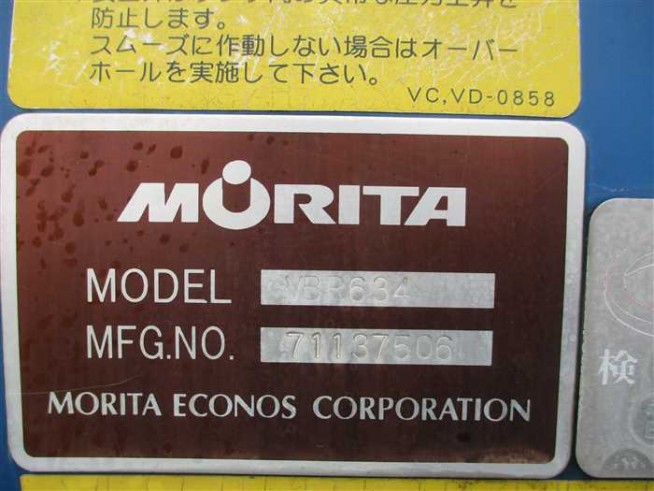 防止します。
スムーズに作動しない場合はオーバー
ホールを実施して下さい。
VC,VD-0858
MORITA
MODEL VBR634
MFG.NO. 71137506
MORITA ECONOS CORPORATION
検